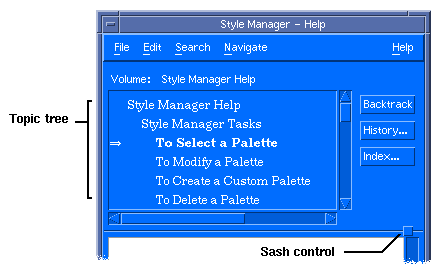 Style Manager - Help
File Edit Search Navigate Help
Volume: Style Manager Help
Topic tree
Style Manager Help
Style Manager Tasks
⇒ To Select a Palette
To Modify a Palette
To Create a Custom Palette
To Delete a Palette
Backtrack
History...
Index...
Sash control